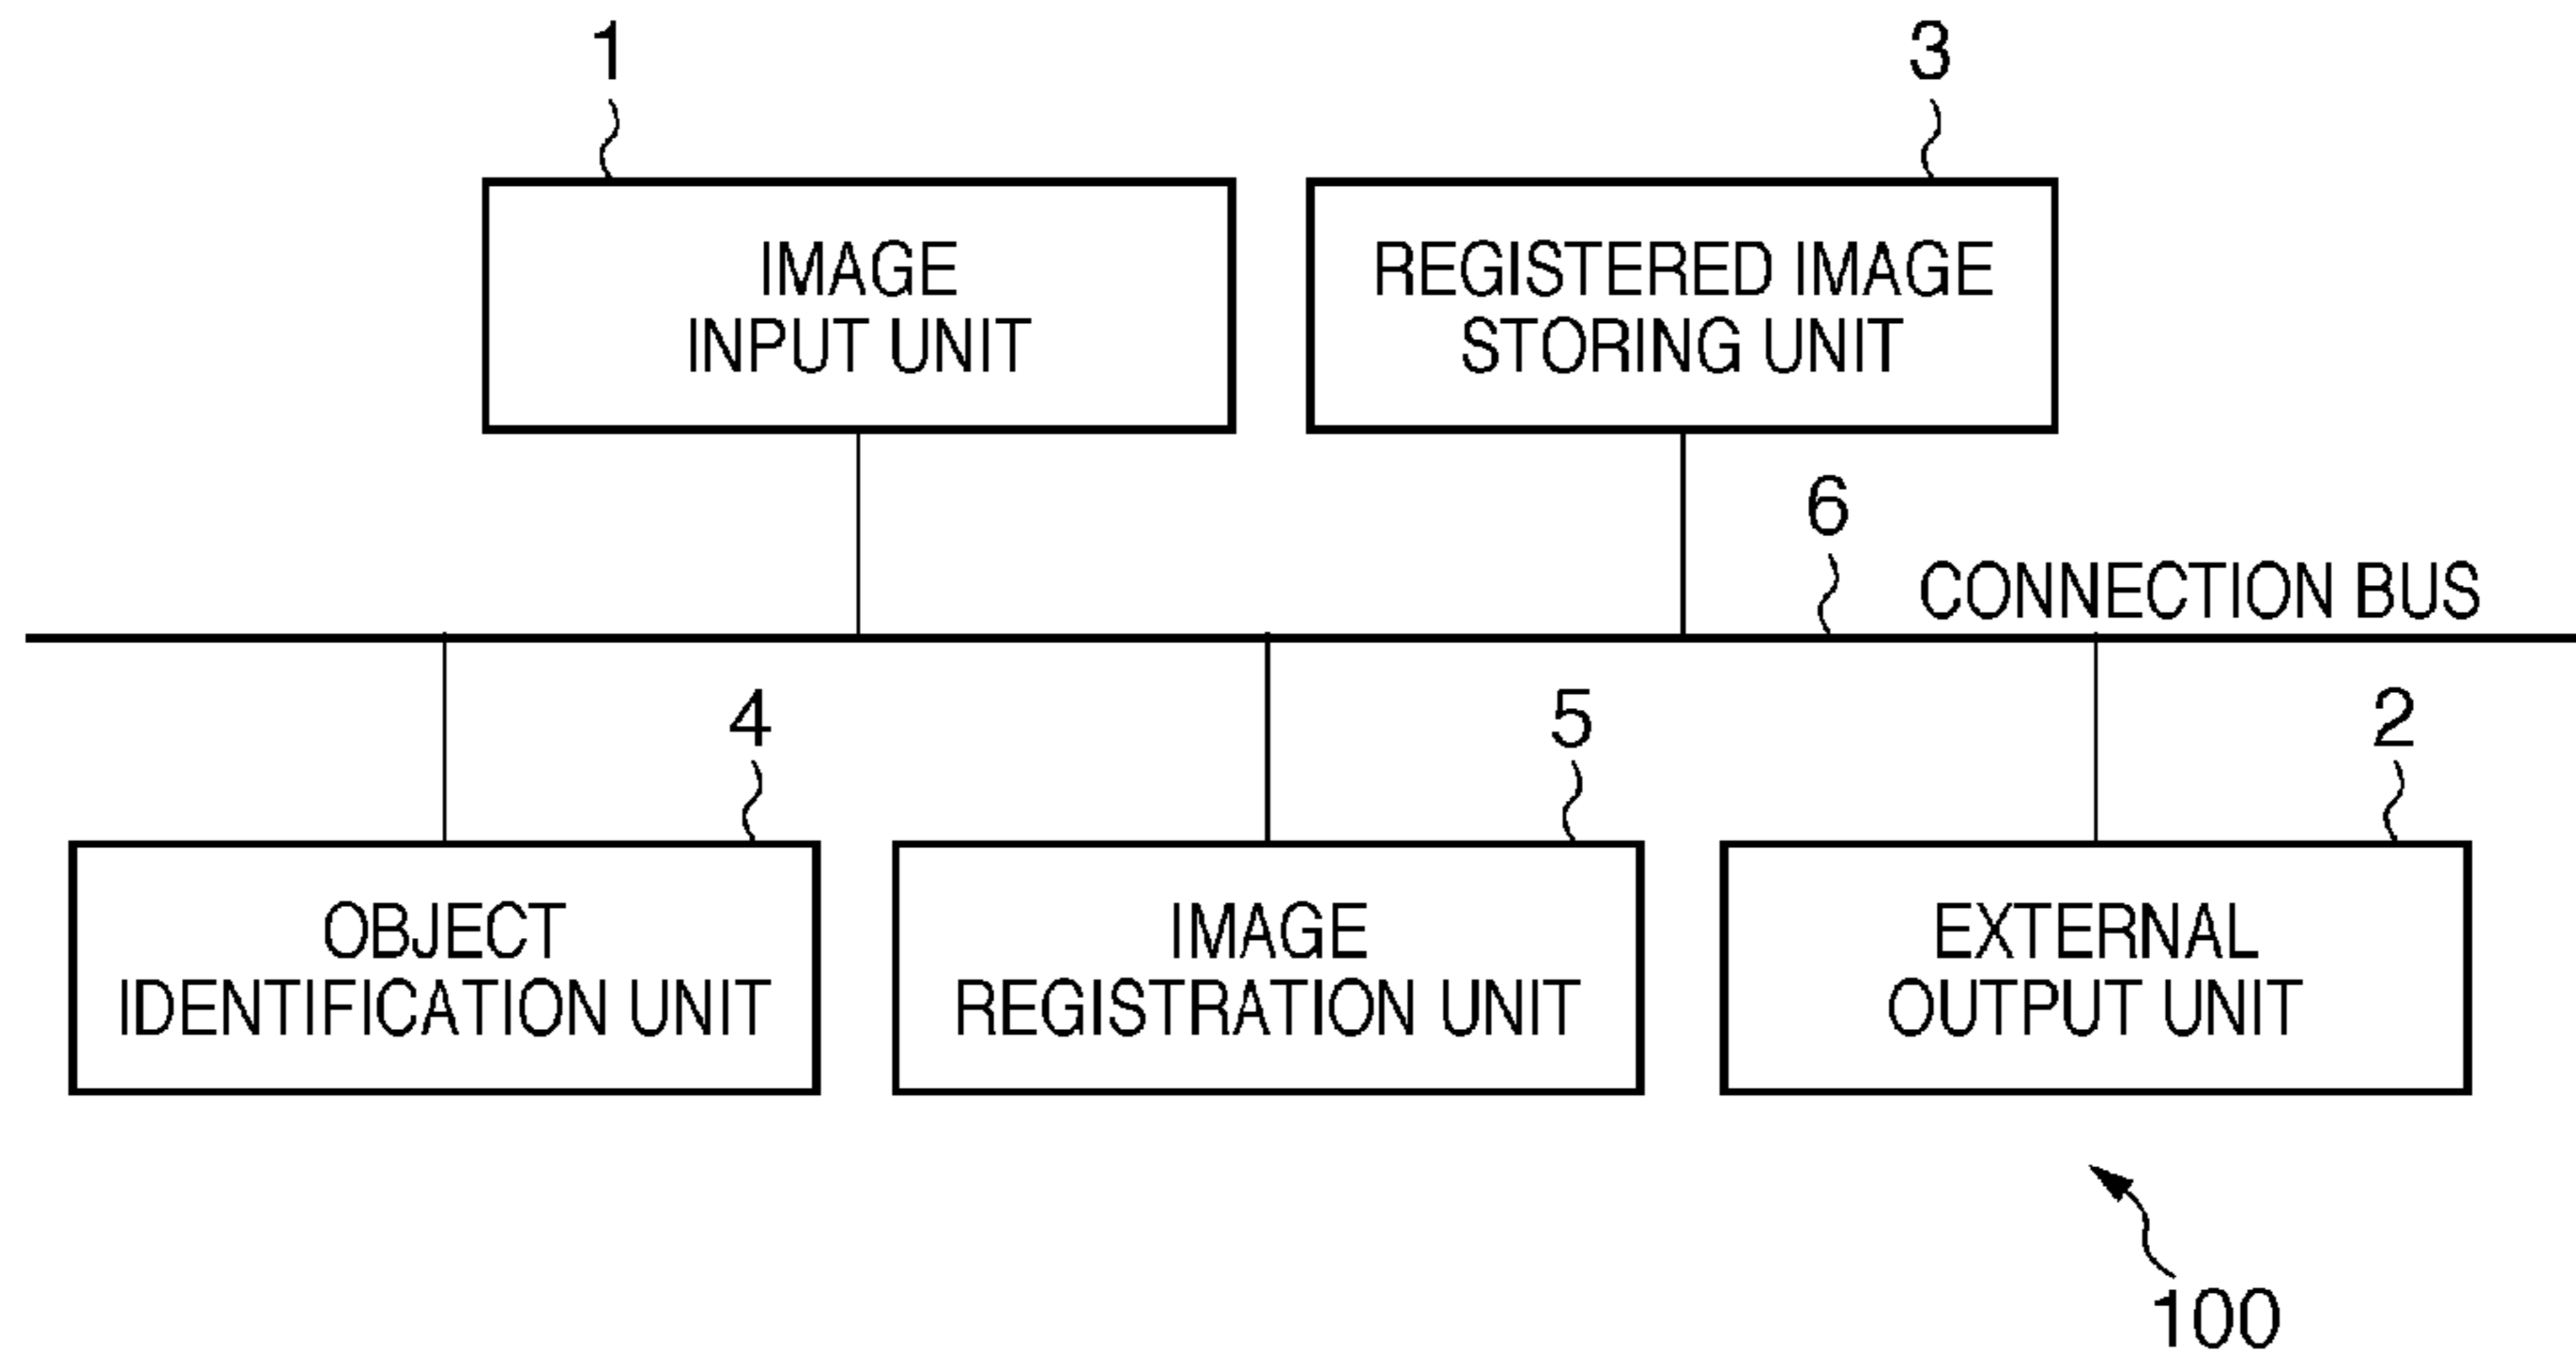 1
3
IMAGE
INPUT UNIT
REGISTERED IMAGE
STORING UNIT
6
CONNECTION BUS
4
5
2
OBJECT
IDENTIFICATION UNIT
IMAGE
REGISTRATION UNIT
EXTERNAL
OUTPUT UNIT
100